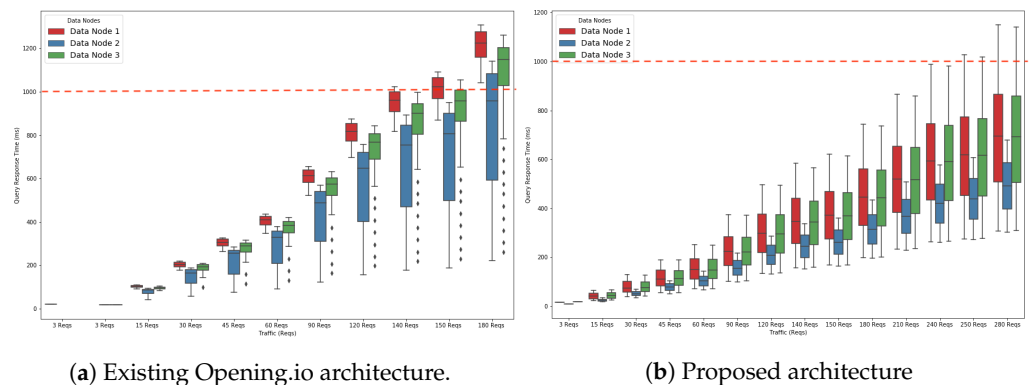 Data Nodes
Data Node 1
Data Node 2
Data Node 3
1200
1000
800
600
400
200
0
Query Response Time (ms)
3 Reqs 3 Reqs 15 Reqs 30 Reqs 45 Reqs 60 Reqs 90 Reqs 120 Reqs 140 Reqs 150 Reqs 180 Reqs
Traffic (Reqs)
(a) Existing Opening.io architecture.
Data Nodes
Data Node 1
Data Node 2
Data Node 3
1200
1000
800
600
400
200
0
Query Response Time (ms)
3 Reqs 15 Reqs 30 Reqs 45 Reqs 60 Reqs 90 Reqs 120 Reqs 140 Reqs 150 Reqs 180 Reqs 210 Reqs 240 Reqs 250 Reqs 280 Reqs
Traffic (Reqs)
(b) Proposed architecture